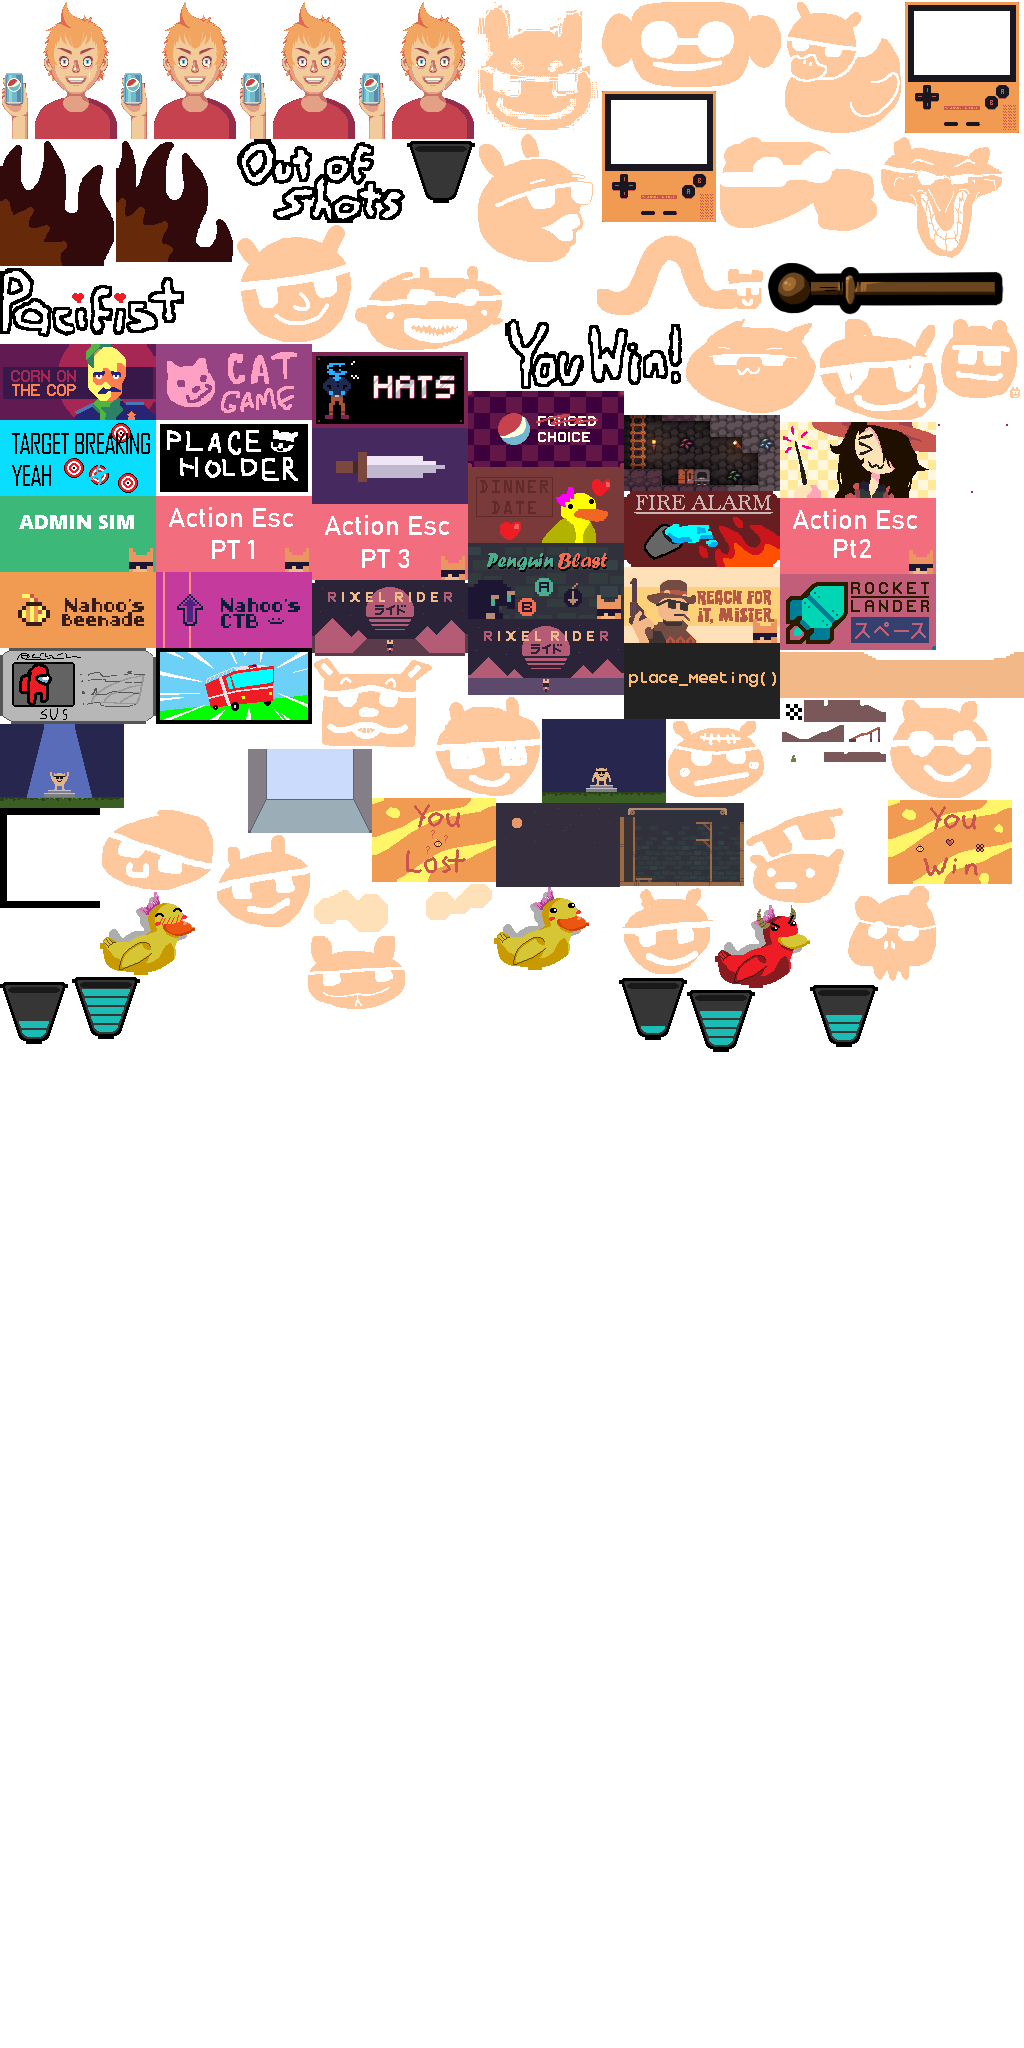 Out of
shots
Pacifist
You Win!
CORN ON
THE COP
CAT
GAME
HATS
FORCED
CHOICE
TARGET BREAKING
YEAH
PLACE
HOLDER
DINNER
DATE
FIRE ALARM
ADMIN SIM
Action Esc
PT 1
Action Esc
PT 3
Action Esc
Pt2
Penguin Blast
A
B
Nahoo's
Beenade
Nahoo's
CTB
RIXEL RIDER
ライド
REACH FOR
iT, MiSTER
ROCKET
LANDER
スペース
RIXEL RIDER
ライド
place_meeting()
SUS
You
Lost
You
Win